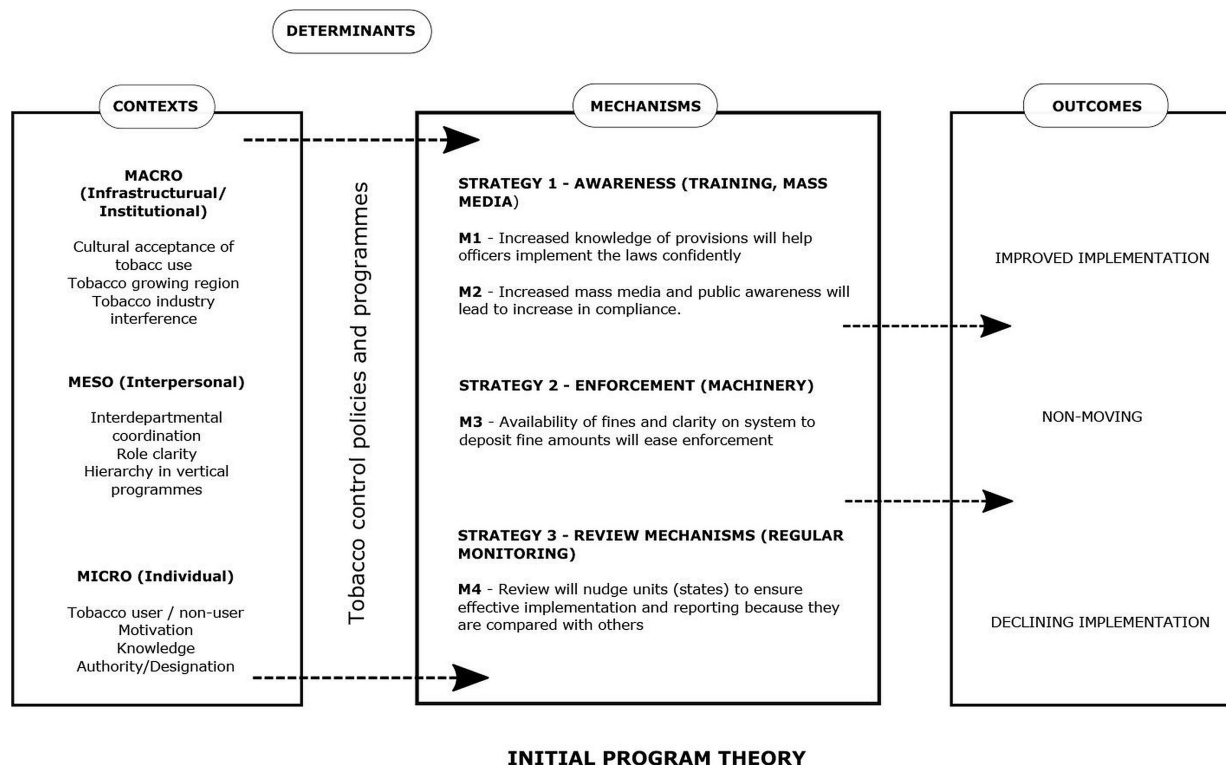 DETERMINANTS
CONTEXTS
MACRO
(Infrastructurual/
Institutional)
Cultural acceptance of
tobacc use
Tobacco growing region
Tobacco industry
interference
MESO (Interpersonal)
Interdepartmental
coordination
Role clarity
Hierarchy in vertical
programmes
MICRO (Individual)
Tobacco user / non-user
Motivation
Knowledge
Authority/Designation
Tobacco control policies and programmes
MECHANISMS
STRATEGY 1 - AWARENESS (TRAINING, MASS
MEDIA)
M1 - Increased knowledge of provisions will help
officers implement the laws confidently
M2 - Increased mass media and public awareness will
lead to increase in compliance.
STRATEGY 2 - ENFORCEMENT (MACHINERY)
M3 - Availability of fines and clarity on system to
deposit fine amounts will ease enforcement
STRATEGY 3 - REVIEW MECHANISMS (REGULAR
MONITORING)
M4 - Review will nudge units (states) to ensure
effective implementation and reporting because they
are compared with others
OUTCOMES
IMPROVED IMPLEMENTATION
NON-MOVING
DECLINING IMPLEMENTATION
INITIAL PROGRAM THEORY